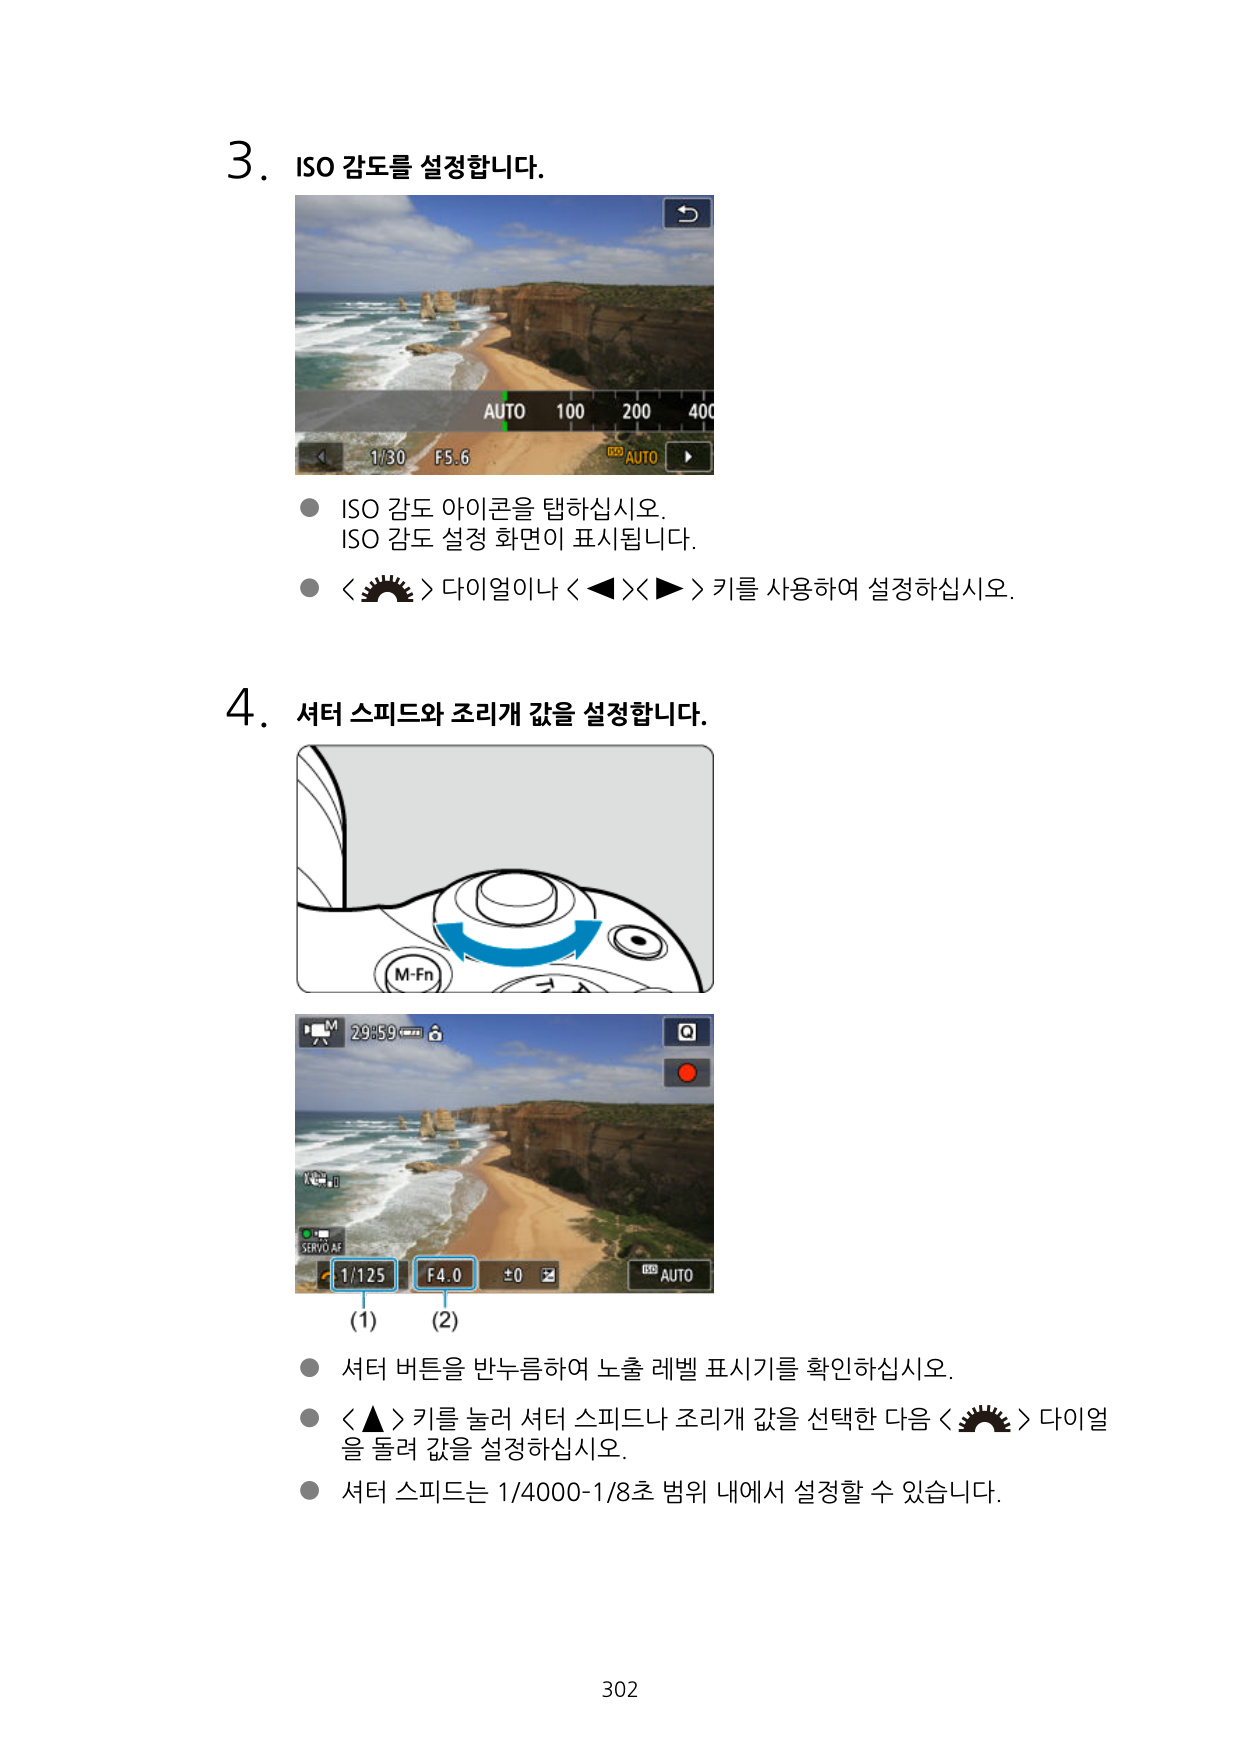 3. ISO 감도를 설정합니다.
AUTO 100 200 400
1/30 F5.6 ISO AUTO
● ISO 감도 아이콘을 탭하십시오.
ISO 감도 설정 화면이 표시됩니다.
● < > 다이얼이나 < ◀ >< ▶ > 키를 사용하여 설정하십시오.
4. 셔터 스피드와 조리개 값을 설정합니다.
M-Fn
Tv
M 29:59 Q
SERVO AF
1/125 F4.0 ±0 ISO AUTO
(1) (2)
● 셔터 버튼을 반누름하여 노출 레벨 표시기를 확인하십시오.
● < ▲ > 키를 눌러 셔터 스피드나 조리개 값을 선택한 다음 < > 다이얼
을 돌려 값을 설정하십시오.
● 셔터 스피드는 1/4000-1/8초 범위 내에서 설정할 수 있습니다.
302